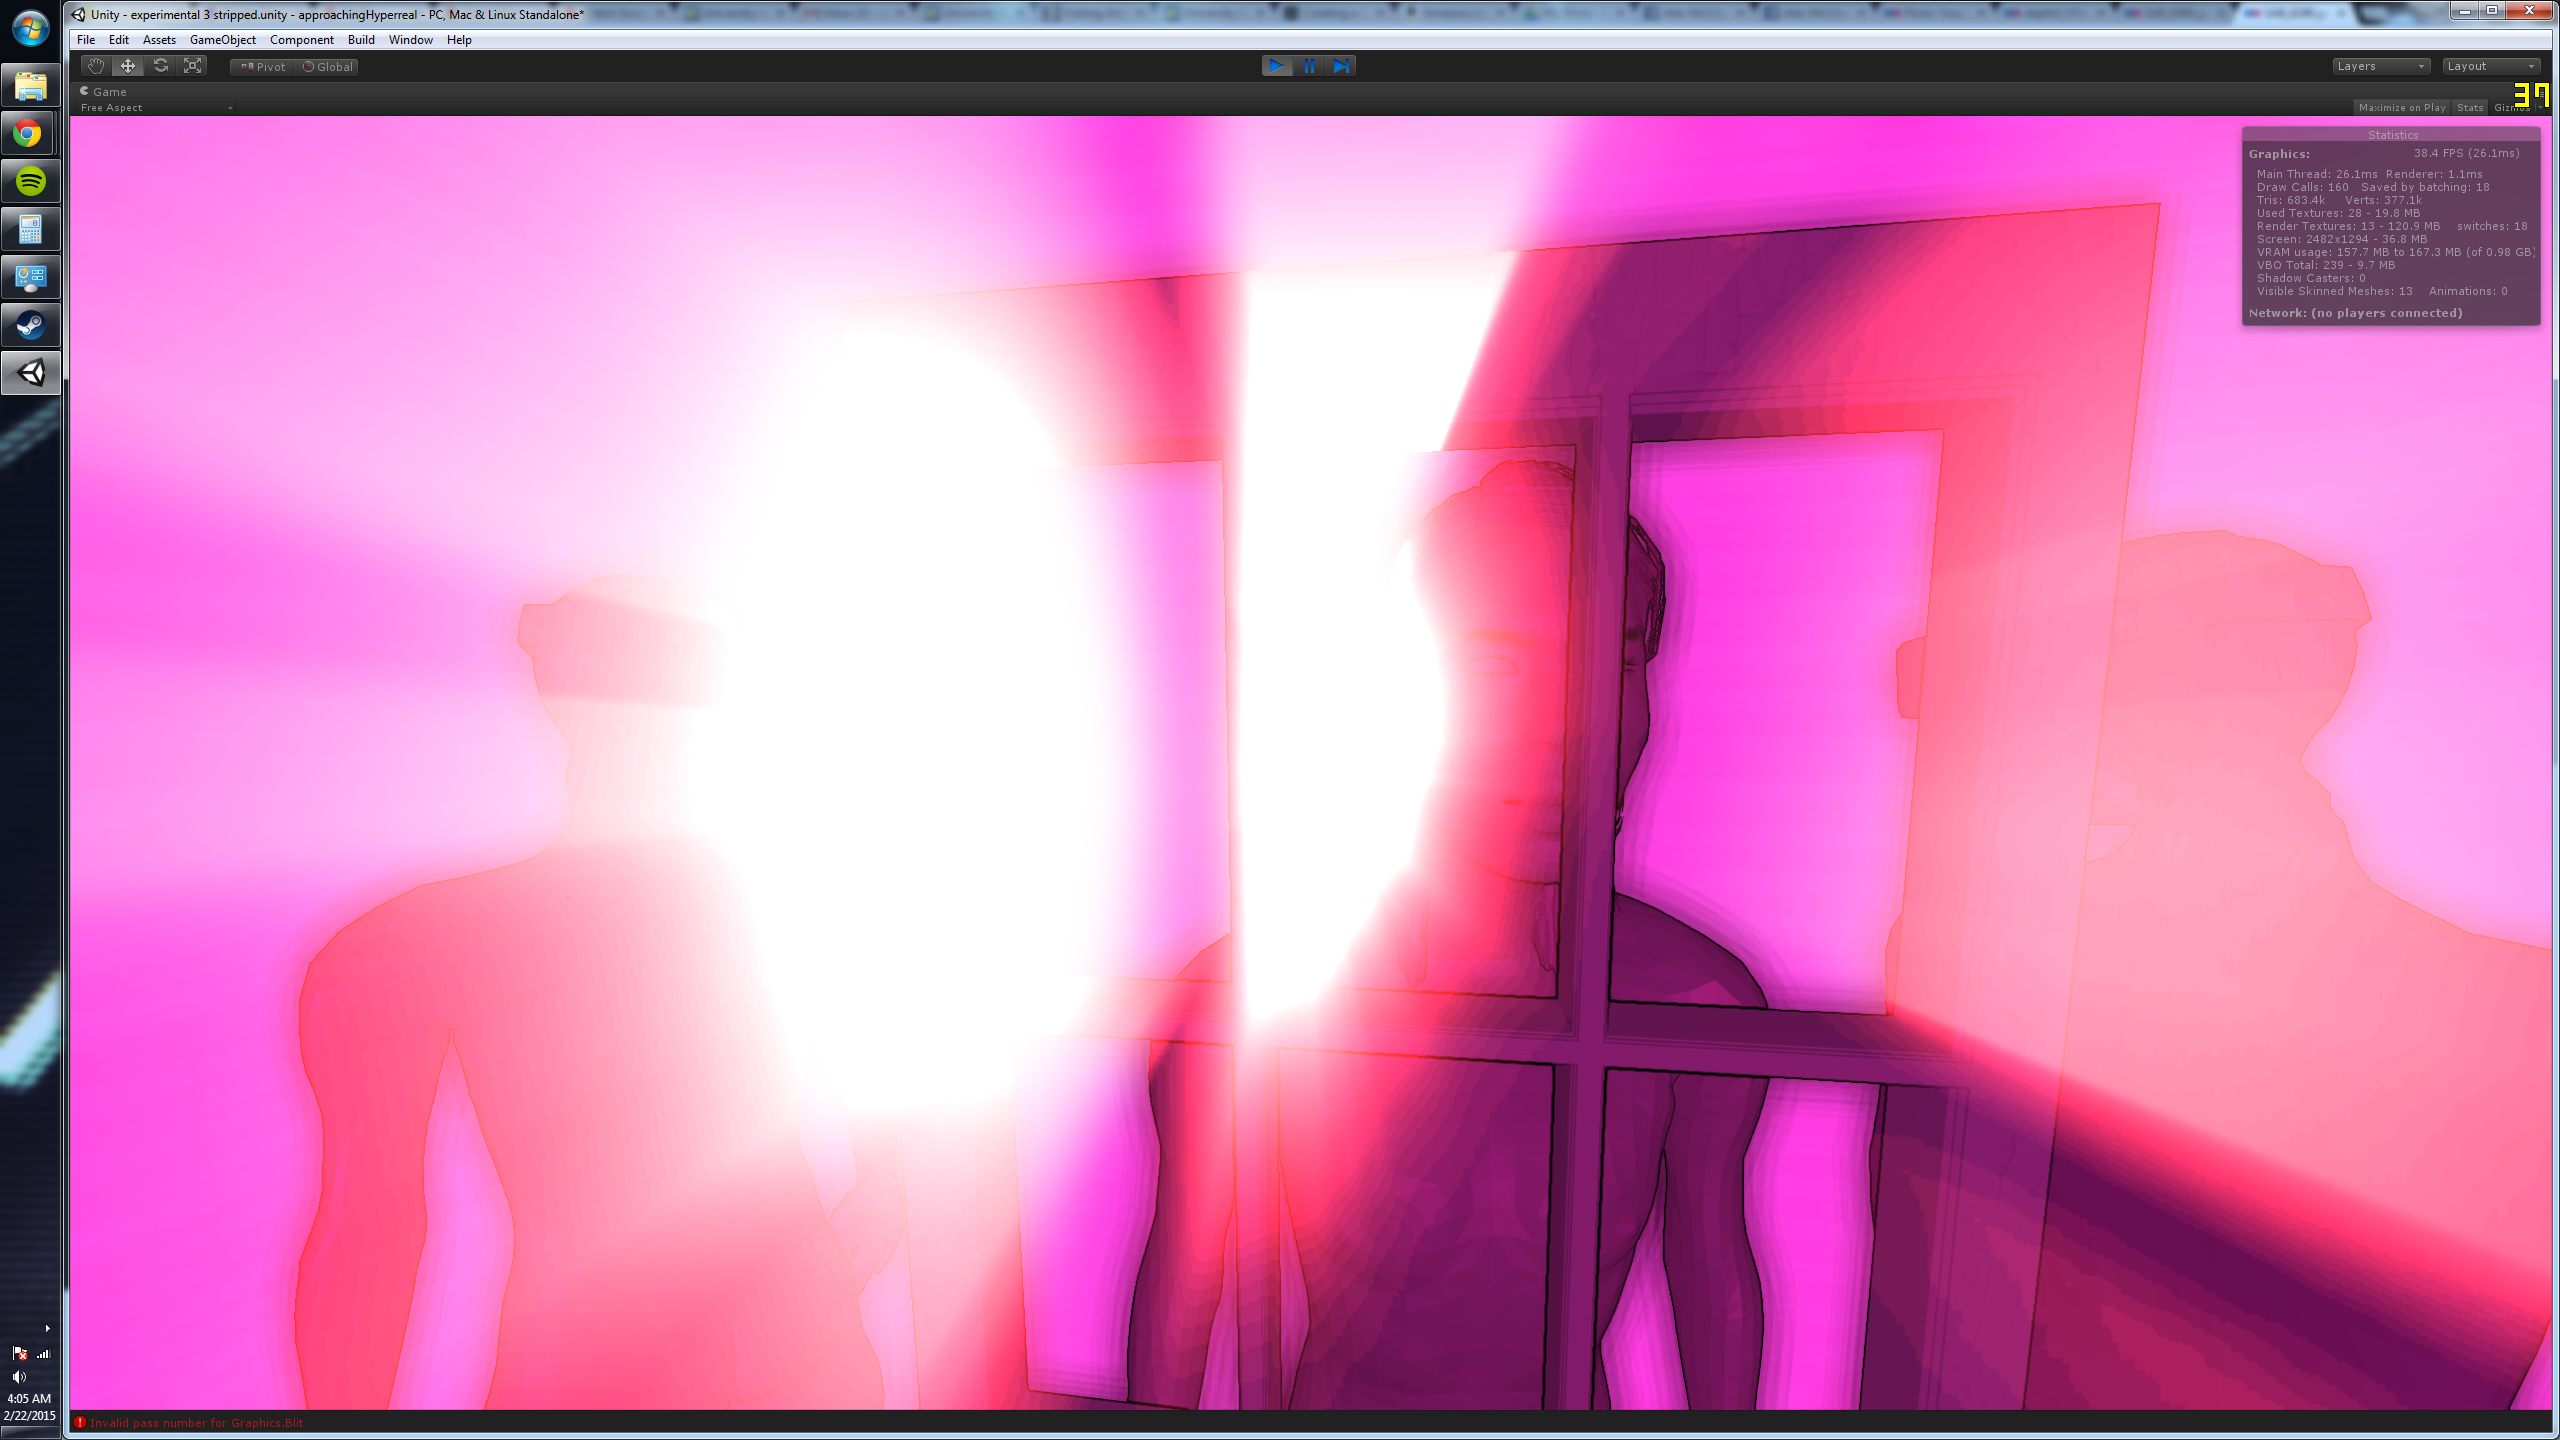 Unity - experimental 3 stripped.unity - approachingHyperreal - PC, Mac & Linux Standalone*
File Edit Assets GameObject Component Build Window Help
Pivot Global Layers Layout
Game
Free Aspect Maximize on Play Stats Gizmos
37
Statistics
Graphics: 38.4 FPS (26.1ms)
Main Thread: 26.1ms Renderer: 1.1ms
Draw Calls: 160 Saved by batching: 18
Tris: 683.4k Verts: 377.1k
Used Textures: 28 - 19.8 MB
Render Textures: 13 - 120.9 MB switches: 18
Screen: 2482x1294 - 36.8 MB
VRAM usage: 157.7 MB to 167.3 MB (of 0.98 GB)
VBO Total: 239 - 9.7 MB
Shadow Casters: 0
Visible Skinned Meshes: 13 Animations: 0
Network: (no players connected)
4:05 AM
2/22/2015
Invalid pass number for Graphics.Blit